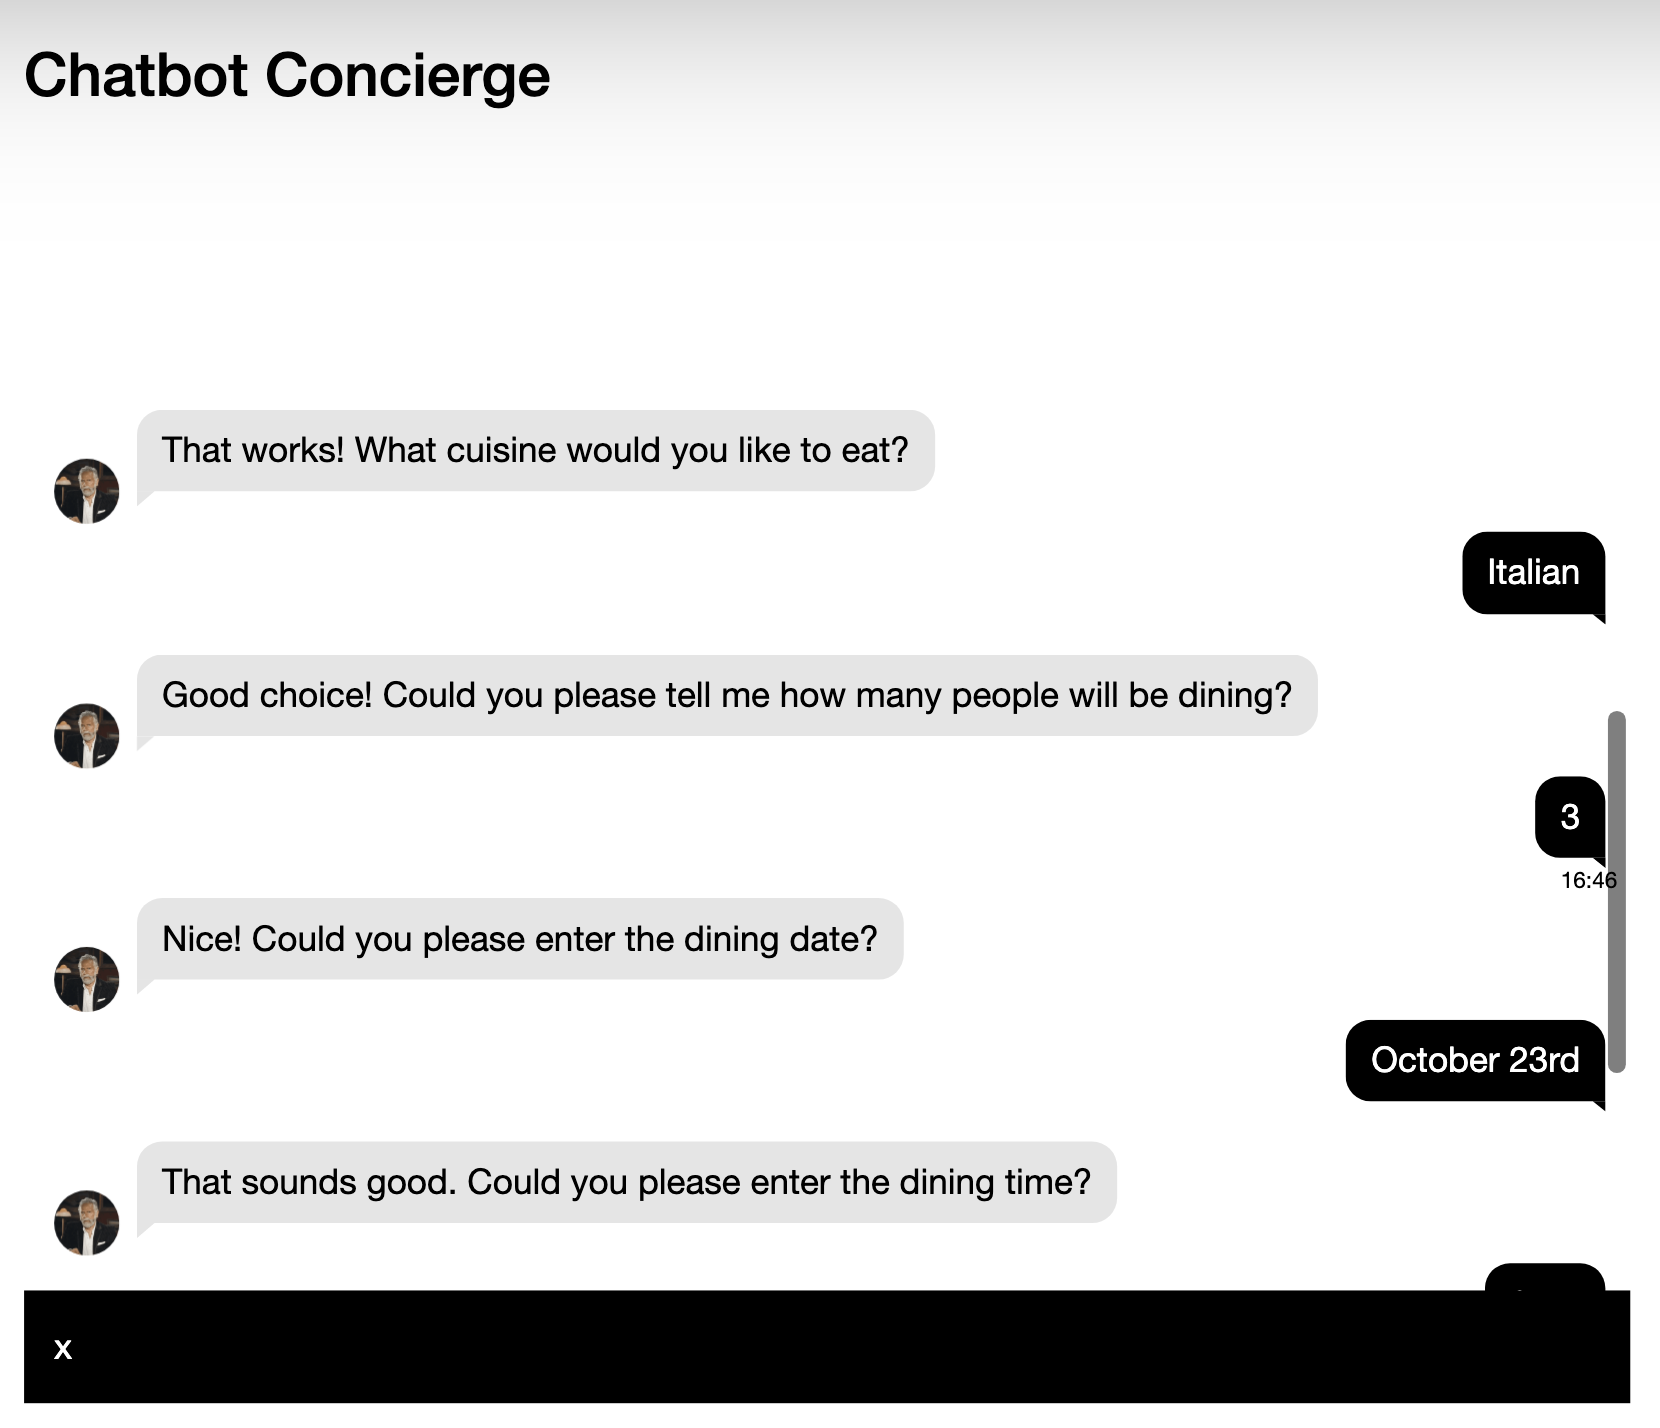 Chatbot Concierge
That works! What cuisine would you like to eat?
Italian
Good choice! Could you please tell me how many people will be dining?
3
16:46
Nice! Could you please enter the dining date?
October 23rd
That sounds good. Could you please enter the dining time?
x